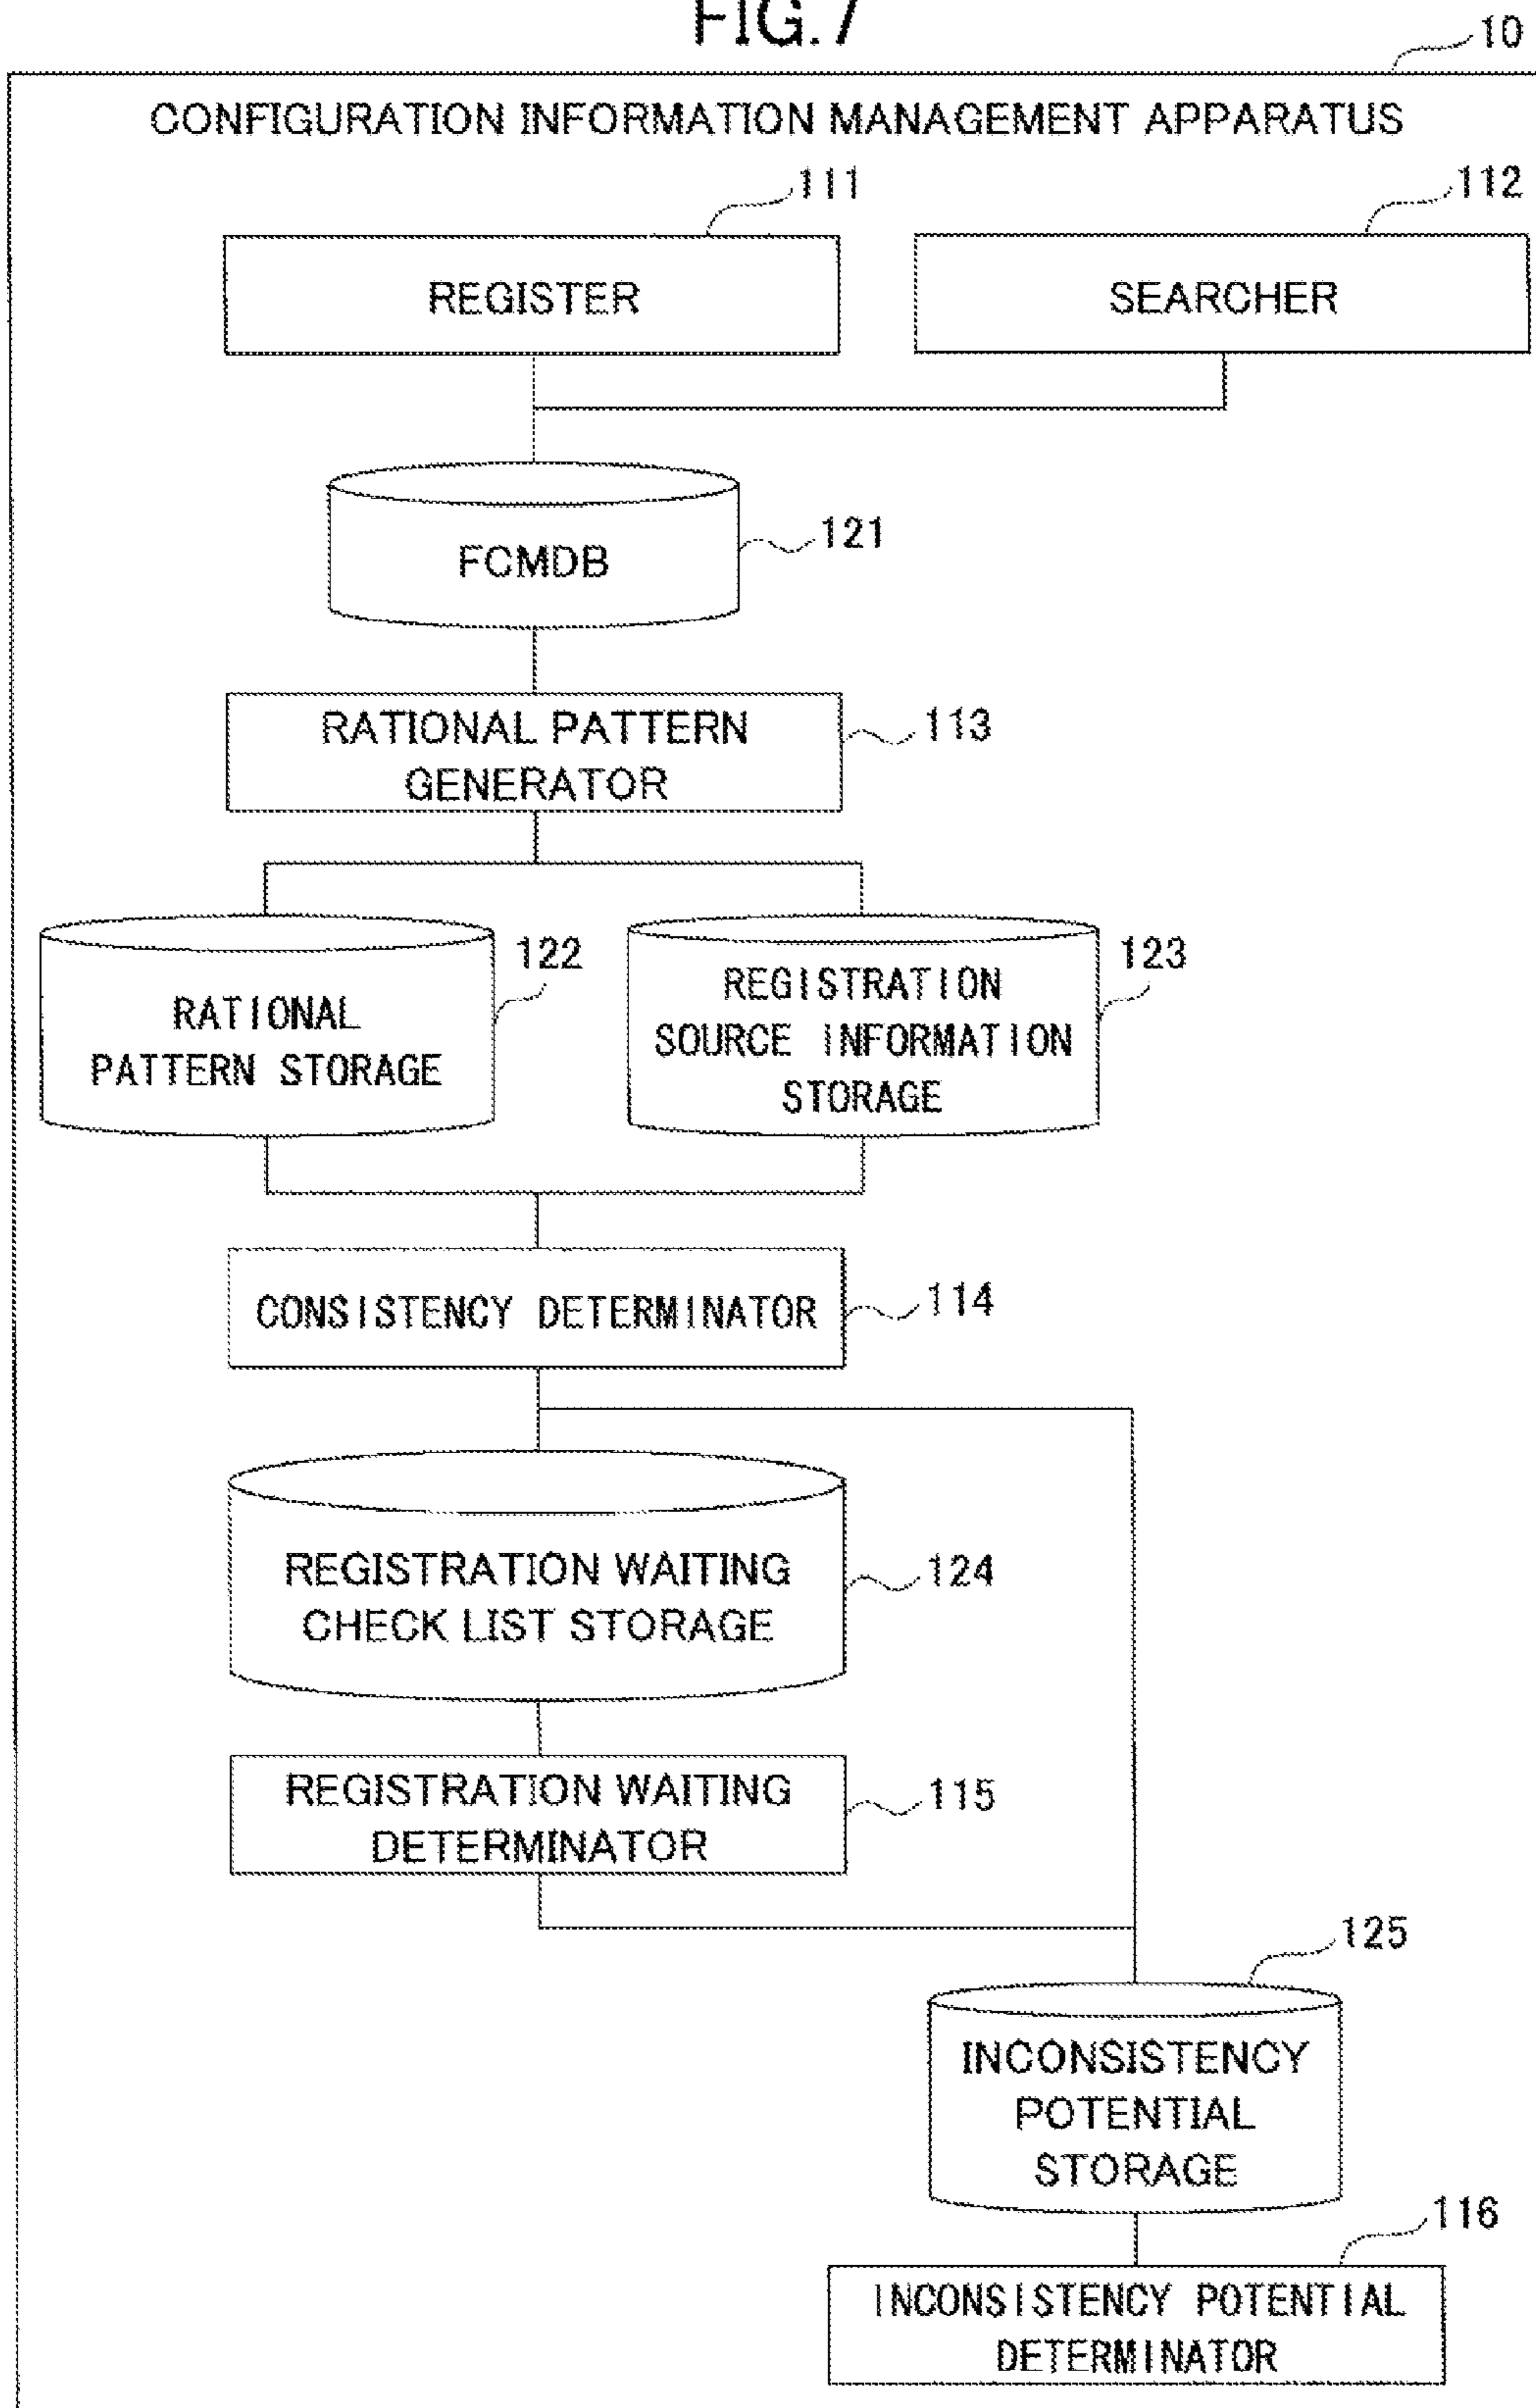 FIG.7
10
CONFIGURATION INFORMATION MANAGEMENT APPARATUS
111
112
REGISTER
SEARCHER
121
FCMDB
RATIONAL PATTERN
GENERATOR
113
122
123
RATIONAL
PATTERN STORAGE
REGISTRATION
SOURCE INFORMATION
STORAGE
CONSISTENCY DETERMINATOR
114
REGISTRATION WAITING
CHECK LIST STORAGE
124
REGISTRATION WAITING
DETERMINATOR
115
125
INCONSISTENCY
POTENTIAL
STORAGE
116
INCONSISTENCY POTENTIAL
DETERMINATOR